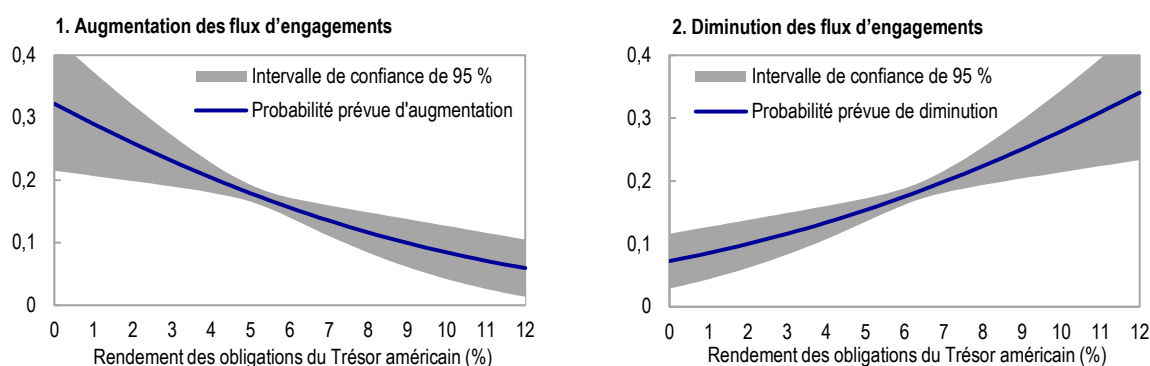 1. Augmentation des flux d’engagements
0,4
0,3
0,2
0,1
0
Intervalle de confiance de 95 %
Probabilité prévue d'augmentation
0 1 2 3 4 5 6 7 8 9 10 11 12
Rendement des obligations du Trésor américain (%)
2. Diminution des flux d’engagements
0,4
0,3
0,2
0,1
0
Intervalle de confiance de 95 %
Probabilité prévue de diminution
0 1 2 3 4 5 6 7 8 9 10 11 12
Rendement des obligations du Trésor américain (%)